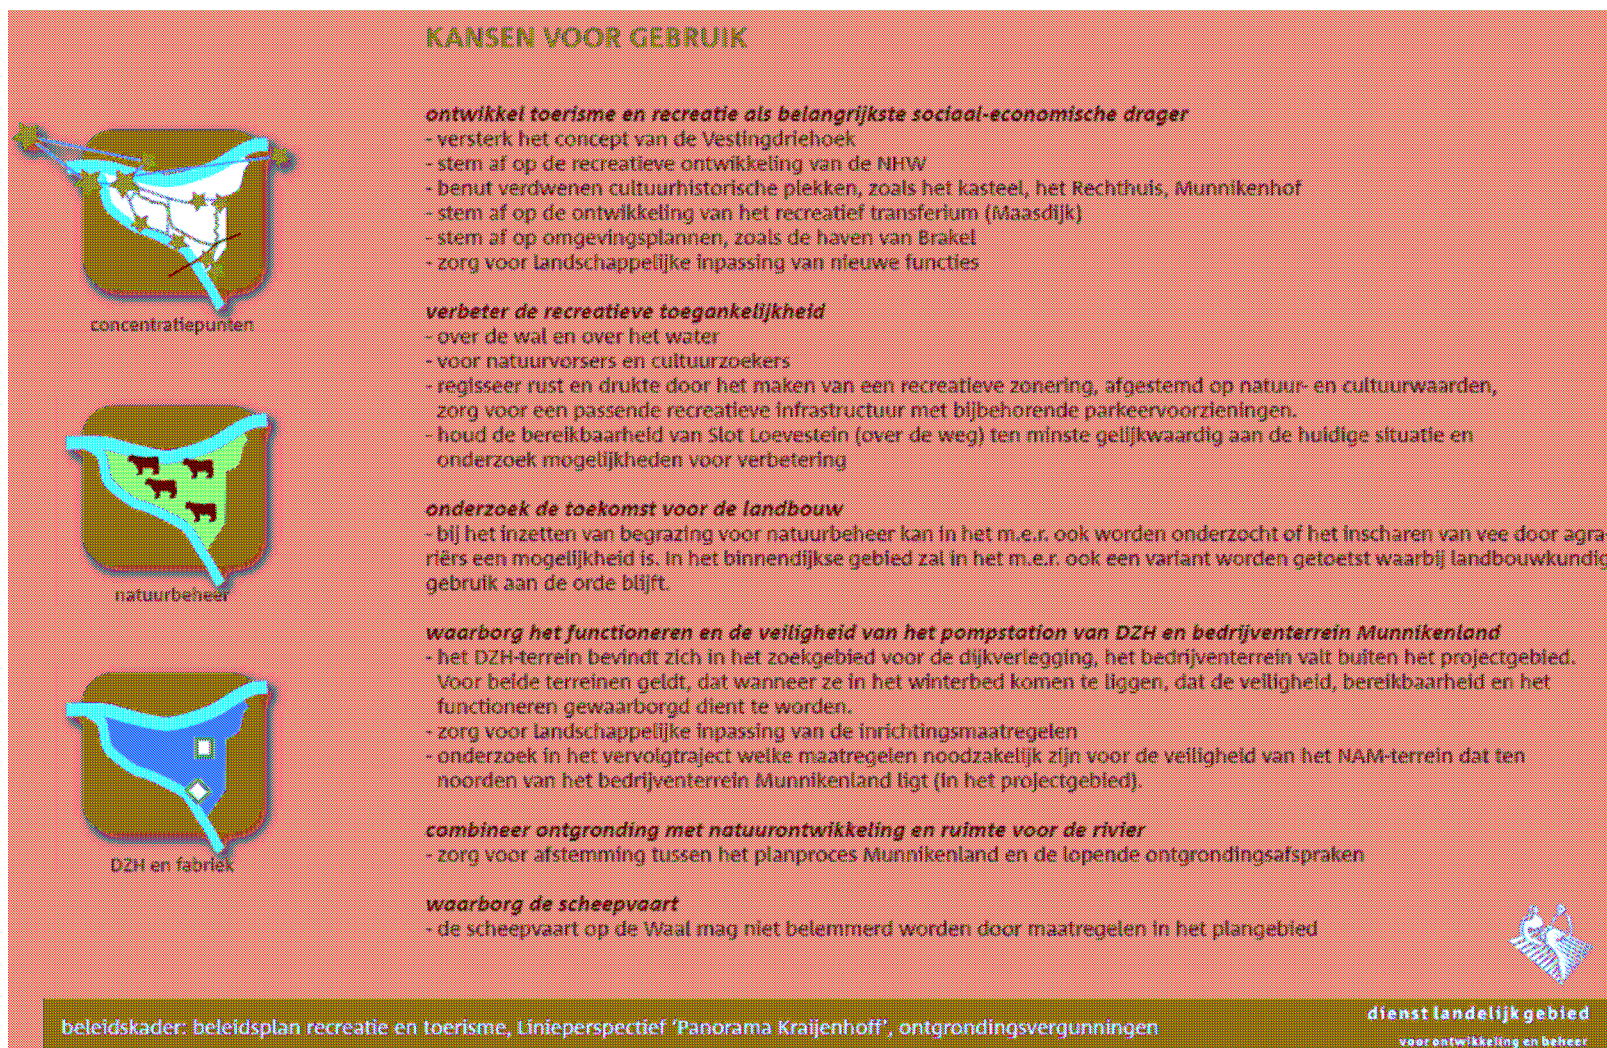 KANSEN VOOR GEBRUIK
ontwikkel toerisme en recreatie als belangrijkste sociaal-economische drager
- versterk het concept van de Vestingdriehoek
- stem af op de recreatieve ontwikkeling van de NHW
- benut verdwenen cultuurhistorische plekken, zoals het kasteel, het Rechthuis, Munnikenhof
- stem af op de ontwikkeling van het recreatief transferium (Maasdijk)
- stem af op omgevingsplannen, zoals de haven van Brakel
- zorg voor landschappelijke inpassing van nieuwe functies
concentratiepunten
verbeter de recreatieve toegankelijkheid
- over de wal en over het water
- voor natuurvorsers en cultuurzoekers
- regisseer rust en drukte door het maken van een recreatieve zonering, afgestemd op natuur- en cultuurwaarden,
zorg voor een passende recreatieve infrastructuur met bijbehorende parkeervoorzieningen.
- houd de bereikbaarheid van Slot Loevestein (over de weg) ten minste gelijkwaardig aan de huidige situatie en
onderzoek mogelijkheden voor verbetering
natuurbeheer
onderzoek de toekomst voor de landbouw
- bij het inzetten van begrazing voor natuurbeheer kan in het m.e.r. ook worden onderzocht of het inscharen van vee door agra-
riërs een mogelijkheid is. In het binnendijkse gebied zal in het m.e.r. ook een variant worden getoetst waarbij landbouwkundig
gebruik aan de orde blijft.
waarborg het functioneren en de veiligheid van het pompstation van DZH en bedrijventerrein Munnikenland
- het DZH-terrein bevindt zich in het zoekgebied voor de dijkverlegging, het bedrijventerrein valt buiten het projectgebied.
Voor beide terreinen geldt, dat wanneer ze in het winterbed komen te liggen, dat de veiligheid, bereikbaarheid en het
functioneren gewaarborgd dient te worden.
- zorg voor landschappelijke inpassing van de inrichtingsmaatregelen
- onderzoek in het vervolgtraject welke maatregelen noodzakelijk zijn voor de veiligheid van het NAM-terrein dat ten
noorden van het bedrijventerrein Munnikenland ligt (in het projectgebied).
DZH en fabriek
combineer ontgronding met natuurontwikkeling en ruimte voor de rivier
- zorg voor afstemming tussen het planproces Munnikenland en de lopende ontgrondingsafspraken
waarborg de scheepvaart
- de scheepvaart op de Waal mag niet belemmerd worden door maatregelen in het plangebied
beleidskader: beleidsplan recreatie en toerisme, Linieperspectief 'Panorama Kraijenhoff', ontgrondingsvergunningen
dienst landelijk gebied
voor ontwikkeling en beheer